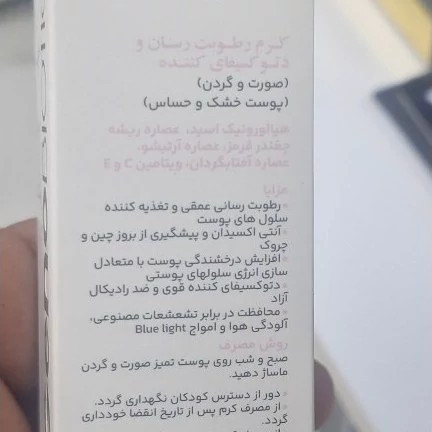 کرم رطوبت رسان و
دتوکسیفای کننده
(صورت و گردن)
(پوست خشک و حساس)
هیالورونیک اسید، عصاره ریشه
چغندر قرمز، عصاره آرتیشو،
عصاره آفتابگردان، ویتامین C و E
مزایا
رطوبت رسانی عمقی و تغذیه کننده
سلول های پوست
آنتی اکسیدان و پیشگیری از بروز چین و
چروک
افزایش درخشندگی پوست با متعادل
سازی انرژی سلولهای پوستی
دتوکسیفای کننده قوی و ضد رادیکال
آزاد
محافظت در برابر تشعشعات مصنوعی،
آلودگی هوا و امواج Blue light
روش مصرف
صبح و شب روی پوست تمیز صورت و گردن
ماساژ دهید.
دور از دسترس کودکان نگهداری گردد.
از مصرف کرم پس از تاریخ انقضا خودداری
گردد.